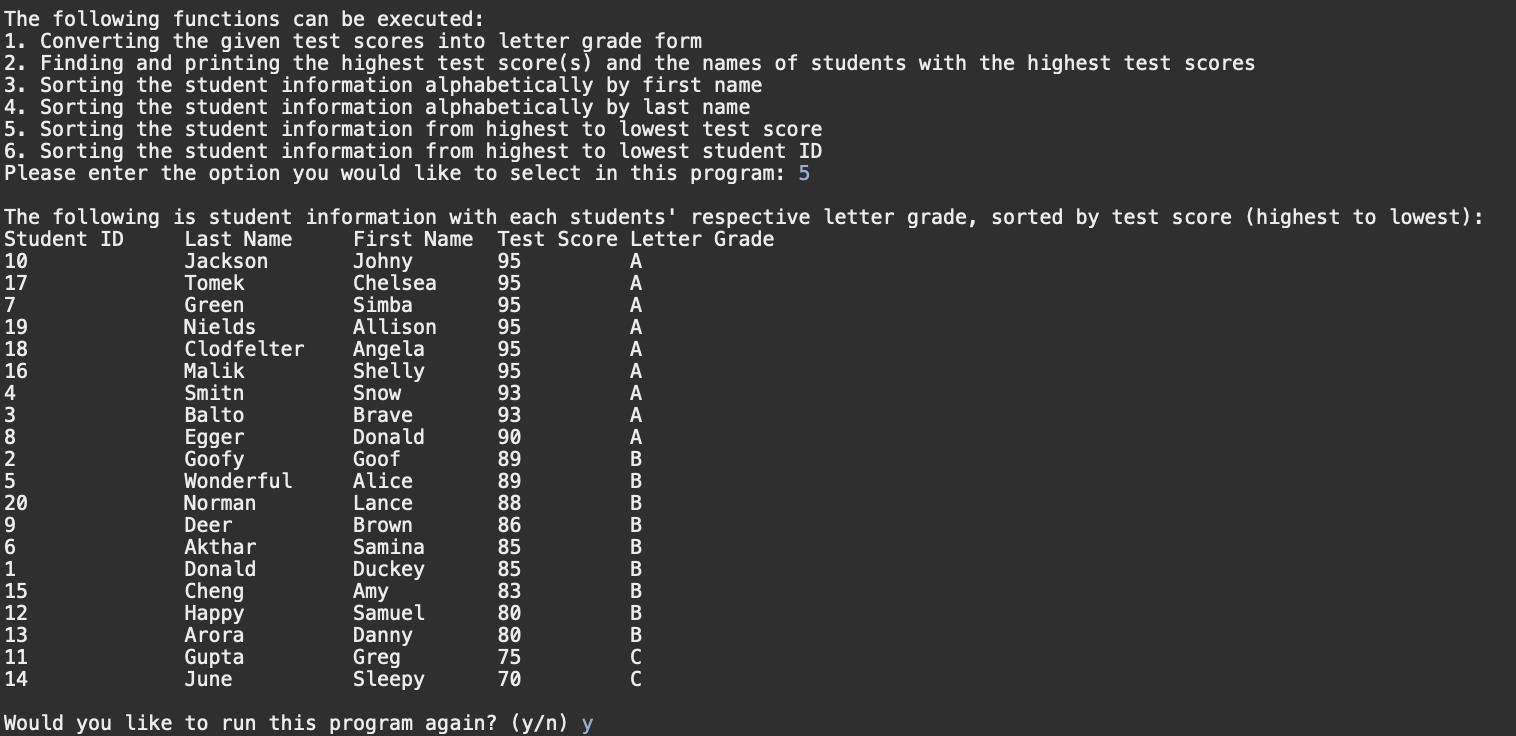 The following functions can be executed:
1. Converting the given test scores into letter grade form
2. Finding and printing the highest test score(s) and the names of students with the highest test scores
3. Sorting the student information alphabetically by first name
4. Sorting the student information alphabetically by last name
5. Sorting the student information from highest to lowest test score
6. Sorting the student information from highest to lowest student ID
Please enter the option you would like to select in this program: 5
The following is student information with each students' respective letter grade, sorted by test score (highest to lowest):
Student ID     Last Name     First Name  Test Score Letter Grade
10             Jackson       Johny       95         A
17             Tomek         Chelsea     95         A
7              Green         Simba       95         A
19             Nields        Allison     95         A
18             Clodfelter    Angela      95         A
16             Malik         Shelly      95         A
4              Smitn         Snow        93         A
3              Balto         Brave       93         A
8              Egger         Donald      90         A
2              Goofy         Goof        89         B
5              Wonderful     Alice       89         B
20             Norman        Lance       88         B
9              Deer          Brown       86         B
6              Akthar        Samina      85         B
1              Donald        Duckey      85         B
15             Cheng         Amy         83         B
12             Happy         Samuel      80         B
13             Arora         Danny       80         B
11             Gupta         Greg        75         C
14             June          Sleepy      70         C
Would you like to run this program again? (y/n) y